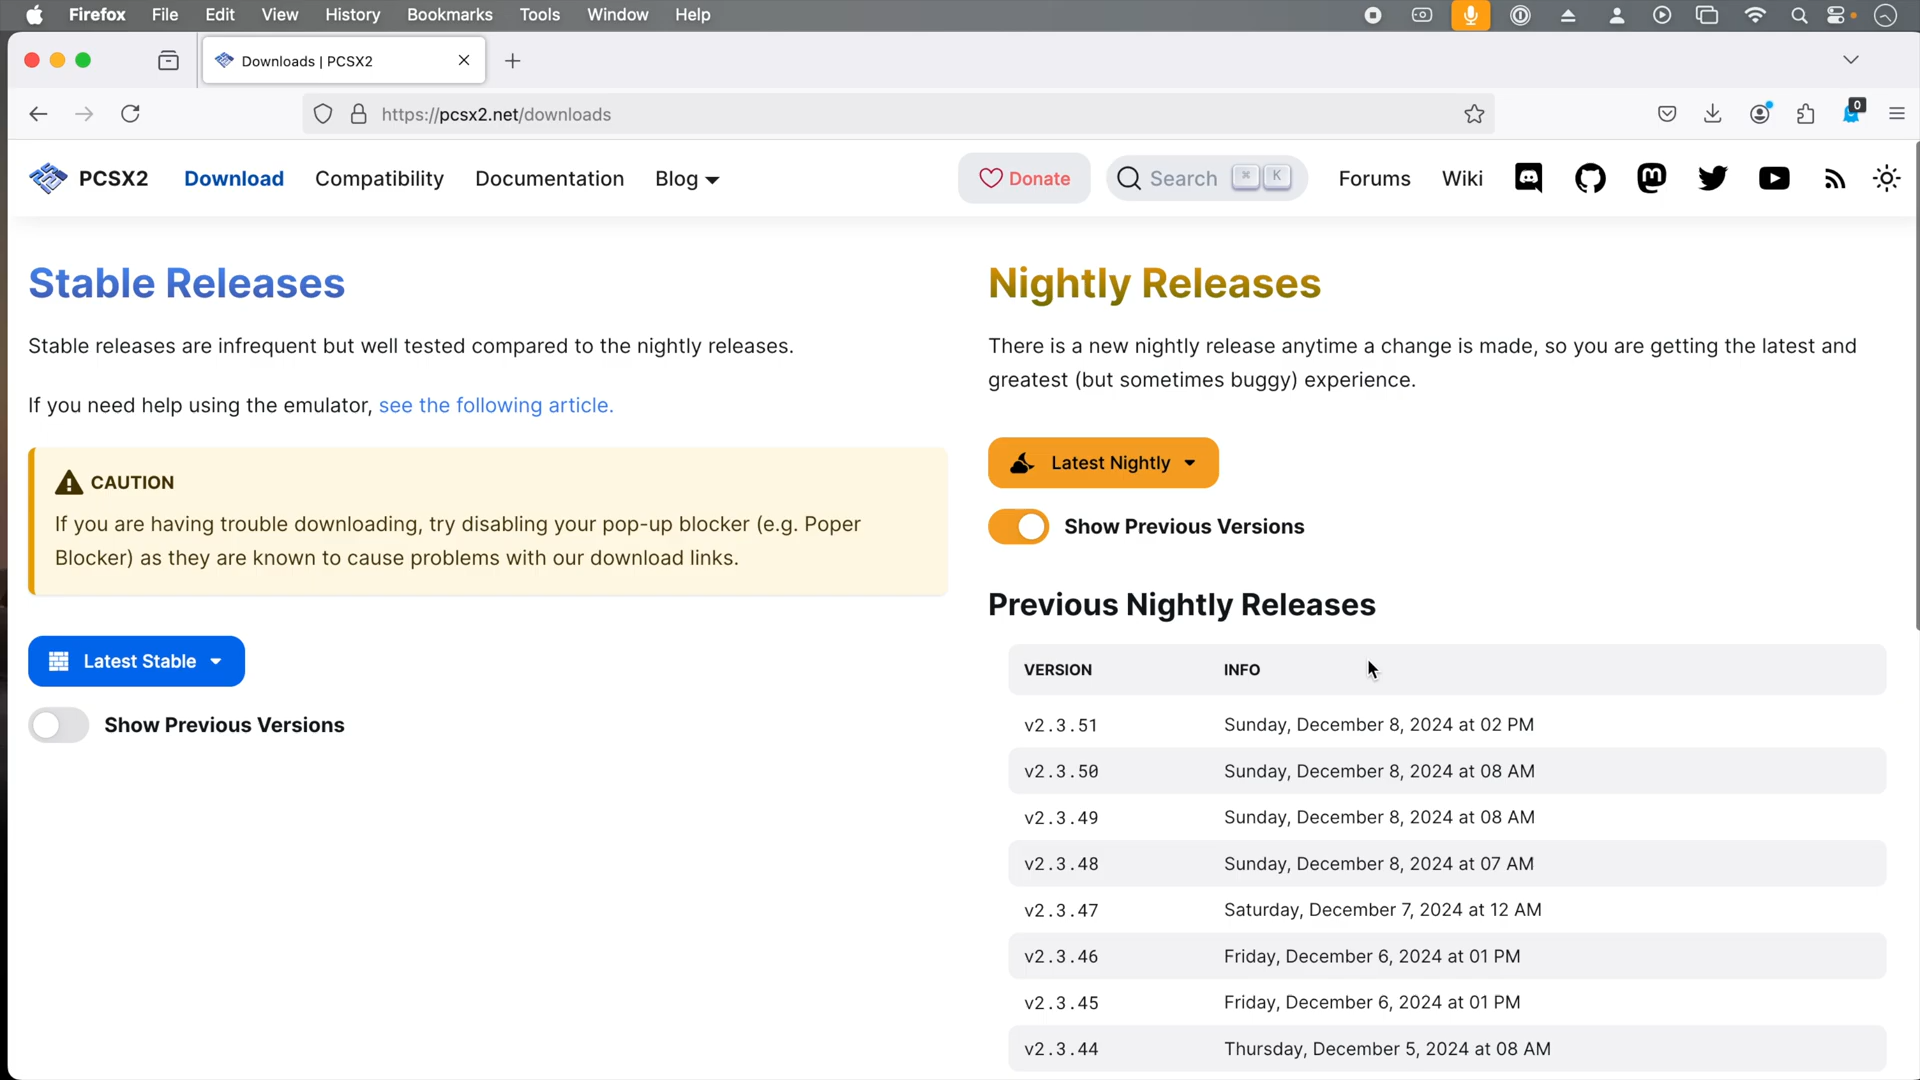 Firefox File Edit View History Bookmarks Tools Window Help
Downloads | PCSX2
https://pcsx2.net/downloads
0
PCSX2 Download Compatibility Documentation Blog Donate Search ⌘ K Forums Wiki
Stable Releases
Stable releases are infrequent but well tested compared to the nightly releases.
If you need help using the emulator, see the following article.
CAUTION
If you are having trouble downloading, try disabling your pop-up blocker (e.g. Poper
Blocker) as they are known to cause problems with our download links.
Latest Stable
Show Previous Versions
Nightly Releases
There is a new nightly release anytime a change is made, so you are getting the latest and
greatest (but sometimes buggy) experience.
Latest Nightly
Show Previous Versions
Previous Nightly Releases
VERSION INFO
v2.3.51 Sunday, December 8, 2024 at 02 PM
v2.3.50 Sunday, December 8, 2024 at 08 AM
v2.3.49 Sunday, December 8, 2024 at 08 AM
v2.3.48 Sunday, December 8, 2024 at 07 AM
v2.3.47 Saturday, December 7, 2024 at 12 AM
v2.3.46 Friday, December 6, 2024 at 01 PM
v2.3.45 Friday, December 6, 2024 at 01 PM
v2.3.44 Thursday, December 5, 2024 at 08 AM